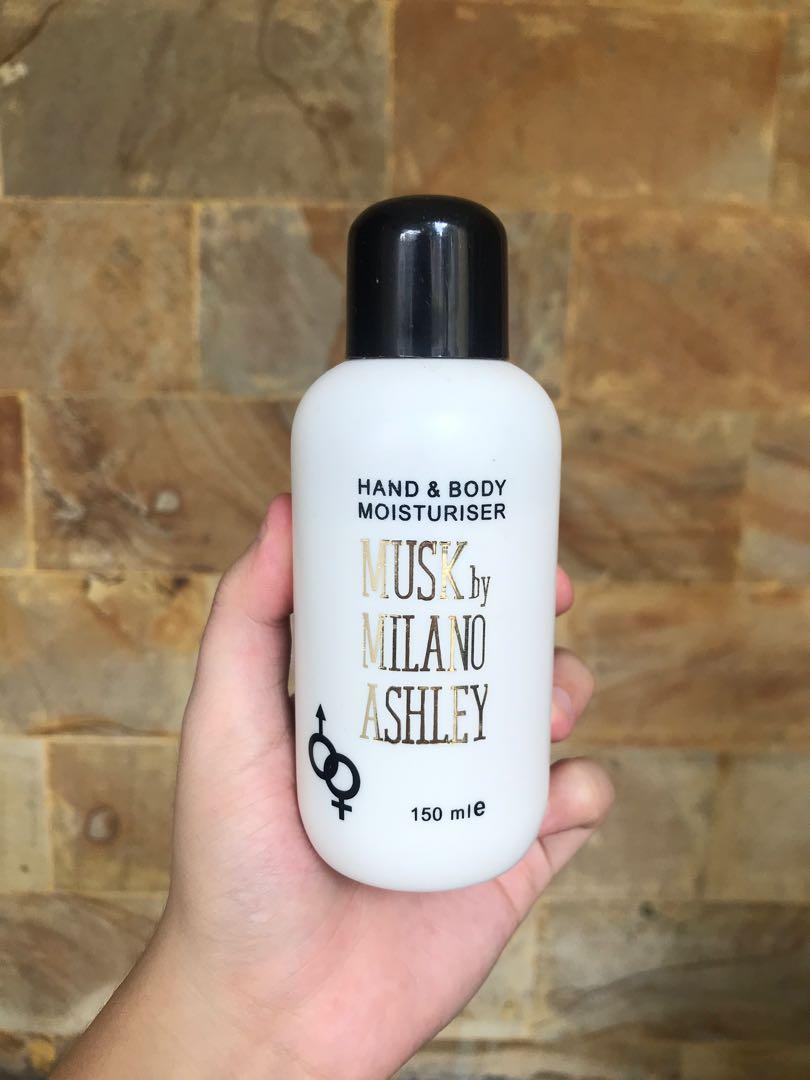 HAND & BODY
MOISTURISER
MUSK by
MILANO
ASHLEY
150 ml℮